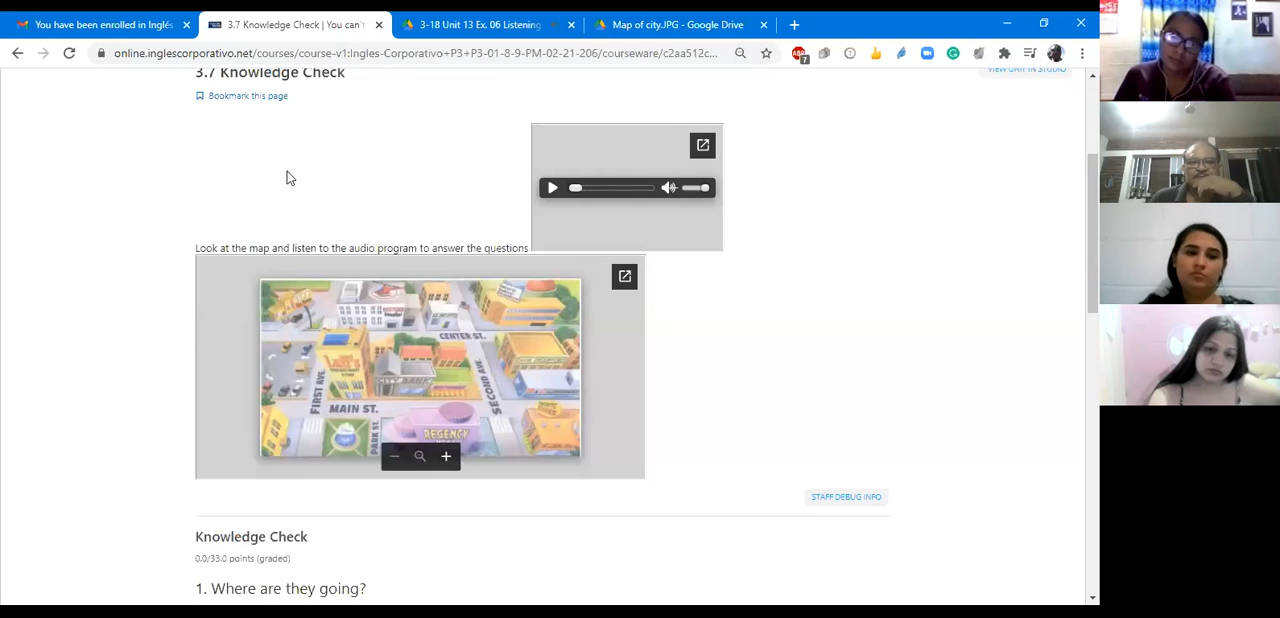 You have been enrolled in Inglés
3.7 Knowledge Check | You can't
3-18 Unit 13 Ex. 06 Listening
Map of city.JPG - Google Drive
online.inglescorporativo.net/courses/course-v1:Ingles-Corporativo+P3+P3-01-8-9-PM-02-21-206/courseware/c2aa512c...
7
3.7 Knowledge Check
VIEW UNIT IN STUDIO
Bookmark this page
Look at the map and listen to the audio program to answer the questions
CENTER ST.
CITY BANK
FIRST AVE.
SECOND AVE.
MAIN ST.
PARK ST.
REGENCY
STAFF DEBUG INFO
Knowledge Check
0.0/33.0 points (graded)
1. Where are they going?